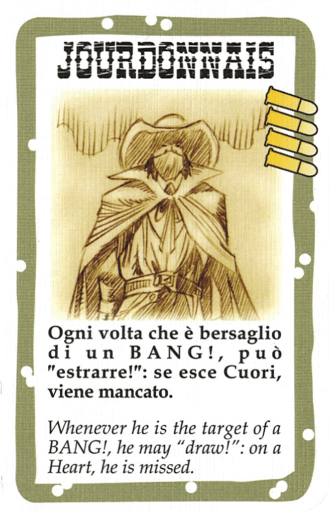 JOURDONNAIS
Ogni volta che è bersaglio
di un BANG!, può
"estrarre!": se esce Cuori,
viene mancato.
Whenever he is the target of a
BANG!, he may “draw!”: on a
Heart, he is missed.